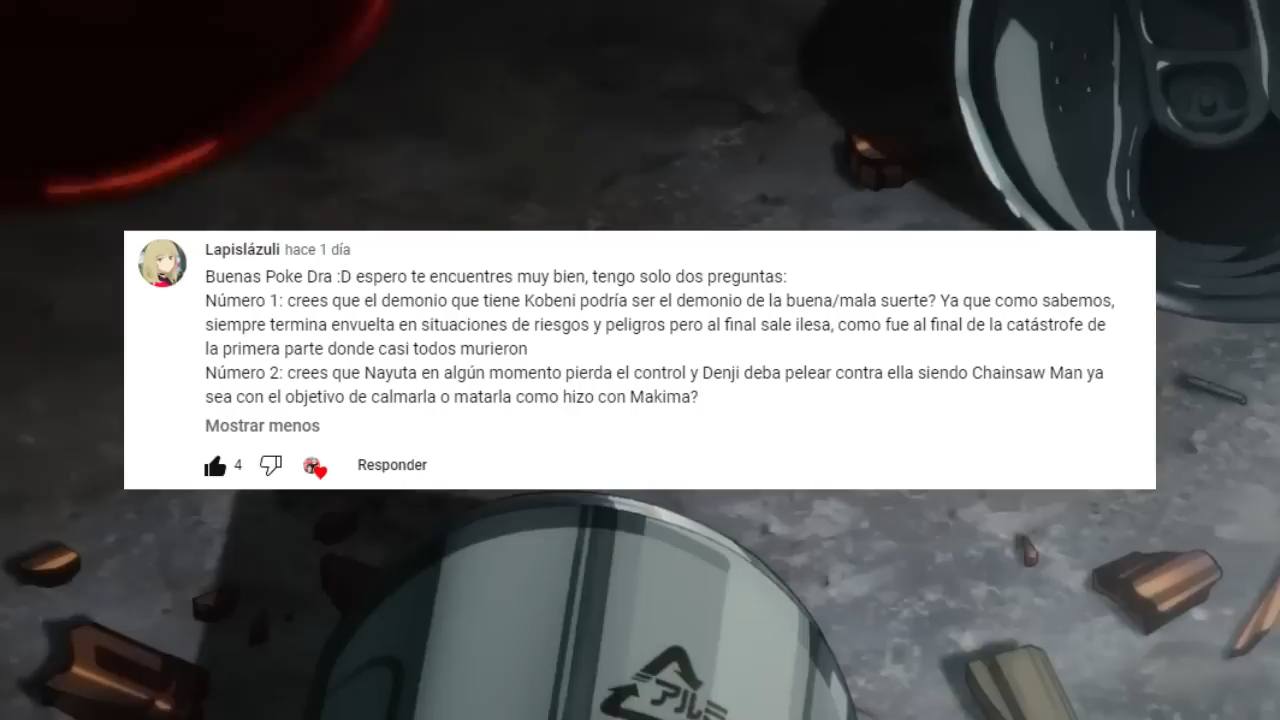 Lapislázuli hace 1 día
Buenas Poke Dra :D espero te encuentres muy bien, tengo solo dos preguntas:
Número 1: crees que el demonio que tiene Kobeni podría ser el demonio de la buena/mala suerte? Ya que como sabemos,
siempre termina envuelta en situaciones de riesgos y peligros pero al final sale ilesa, como fue al final de la catástrofe de
la primera parte donde casi todos murieron
Número 2: crees que Nayuta en algún momento pierda el control y Denji deba pelear contra ella siendo Chainsaw Man ya
sea con el objetivo de calmarla o matarla como hizo con Makima?
Mostrar menos
4 Responder
アルミ